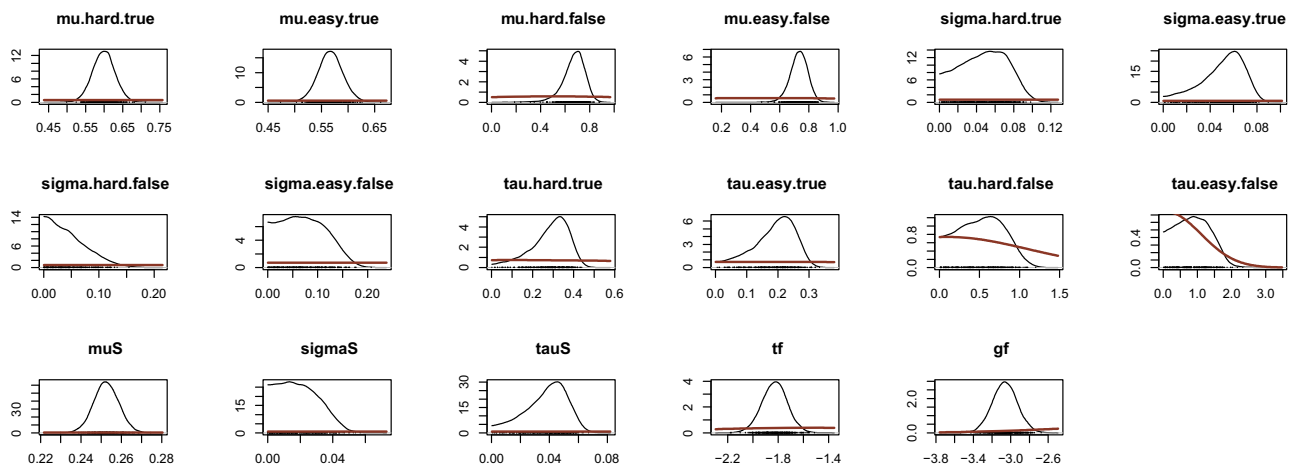 mu.hard.true mu.easy.true mu.hard.false mu.easy.false sigma.hard.true sigma.easy.true
0 6 12 0 10 0 2 4 0 3 6 0 6 12 0 15
0.45 0.55 0.65 0.75 0.45 0.55 0.65 0.0 0.4 0.8 0.2 0.4 0.6 0.8 1.0 0.00 0.04 0.08 0.12 0.00 0.04 0.08
sigma.hard.false sigma.easy.false tau.hard.true tau.easy.true tau.hard.false tau.easy.false
0 6 14 0 4 0 2 4 0 3 6 0.0 0.8 0.0 0.4
0.00 0.10 0.20 0.00 0.10 0.20 0.0 0.2 0.4 0.6 0.0 0.1 0.2 0.3 0.0 0.5 1.0 1.5 0.0 1.0 2.0 3.0
muS sigmaS tauS tf gf
0 30 0 15 0 15 30 0 2 4 0.0 2.0
0.22 0.24 0.26 0.28 0.00 0.04 0.00 0.04 0.08 −2.2 −1.8 −1.4 −3.8 −3.4 −3.0 −2.6